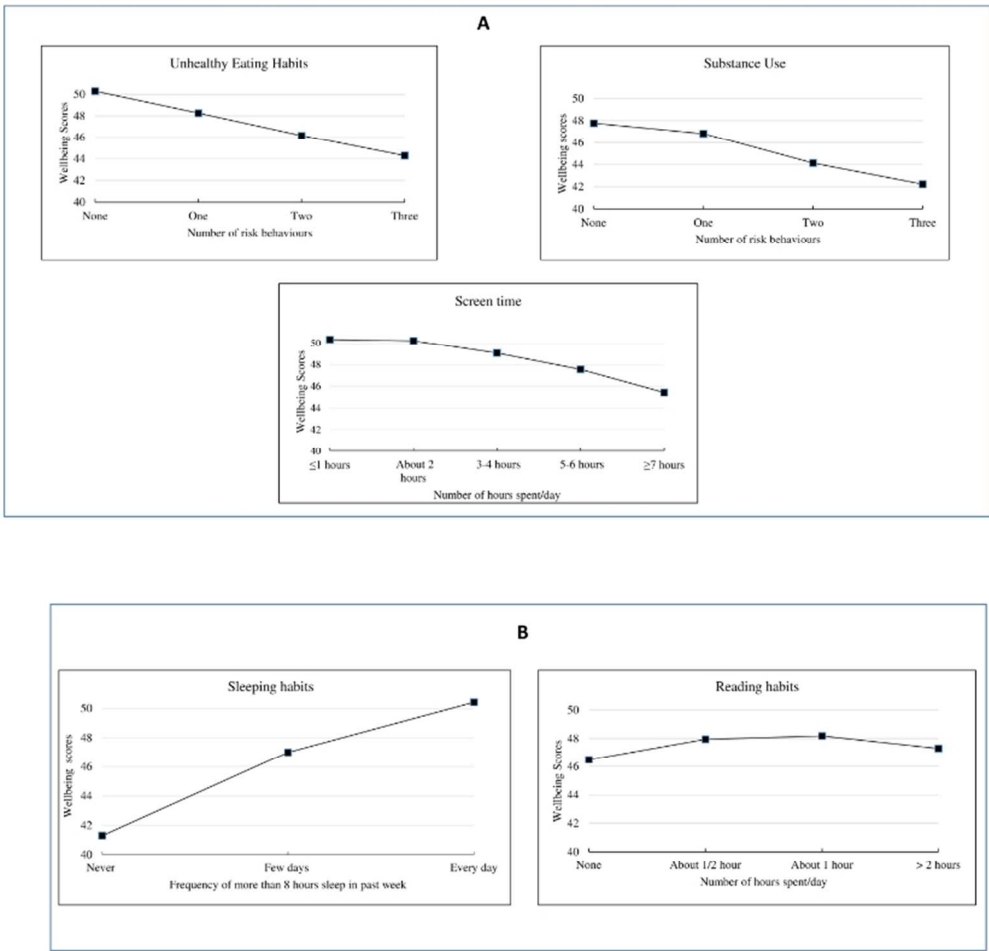 A
Unhealthy Eating Habits
Wellbeing Scores
50
48
46
44
42
40
None One Two Three
Number of risk behaviours
Substance Use
Wellbeing scores
50
48
46
44
42
40
None One Two Three
Number of risk behaviours
Screen time
Wellbeing Scores
50
48
46
44
42
40
≤1 hours About 2 hours 3-4 hours 5-6 hours ≥7 hours
Number of hours spent/day
B
Sleeping habits
Wellbeing scores
50
48
46
44
42
40
Never Few days Every day
Frequency of more than 8 hours sleep in past week
Reading habits
Wellbeing Scores
50
48
46
44
42
40
None About 1/2 hour About 1 hour > 2 hours
Number of hours spent/day